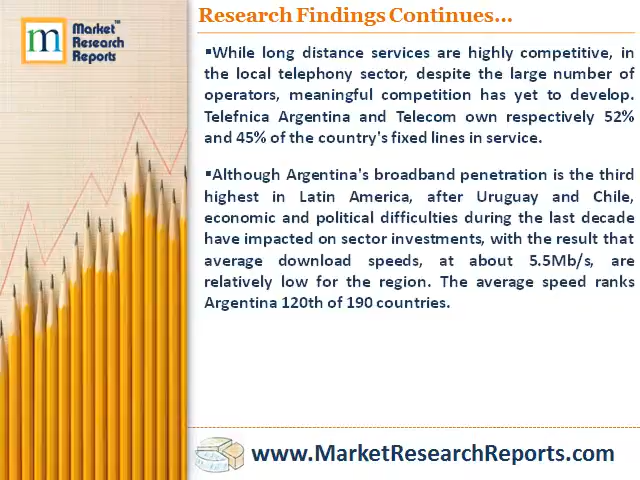 Research Findings Continues...
m
Market™
Research
Reports
▪While long distance services are highly competitive, in
the local telephony sector, despite the large number of
operators, meaningful competition has yet to develop.
Telefnica Argentina and Telecom own respectively 52%
and 45% of the country's fixed lines in service.
▪Although Argentina's broadband penetration is the third
highest in Latin America, after Uruguay and Chile,
economic and political difficulties during the last decade
have impacted on sector investments, with the result that
average download speeds, at about 5.5Mb/s, are
relatively low for the region. The average speed ranks
Argentina 120th of 190 countries.
www.MarketResearchReports.com